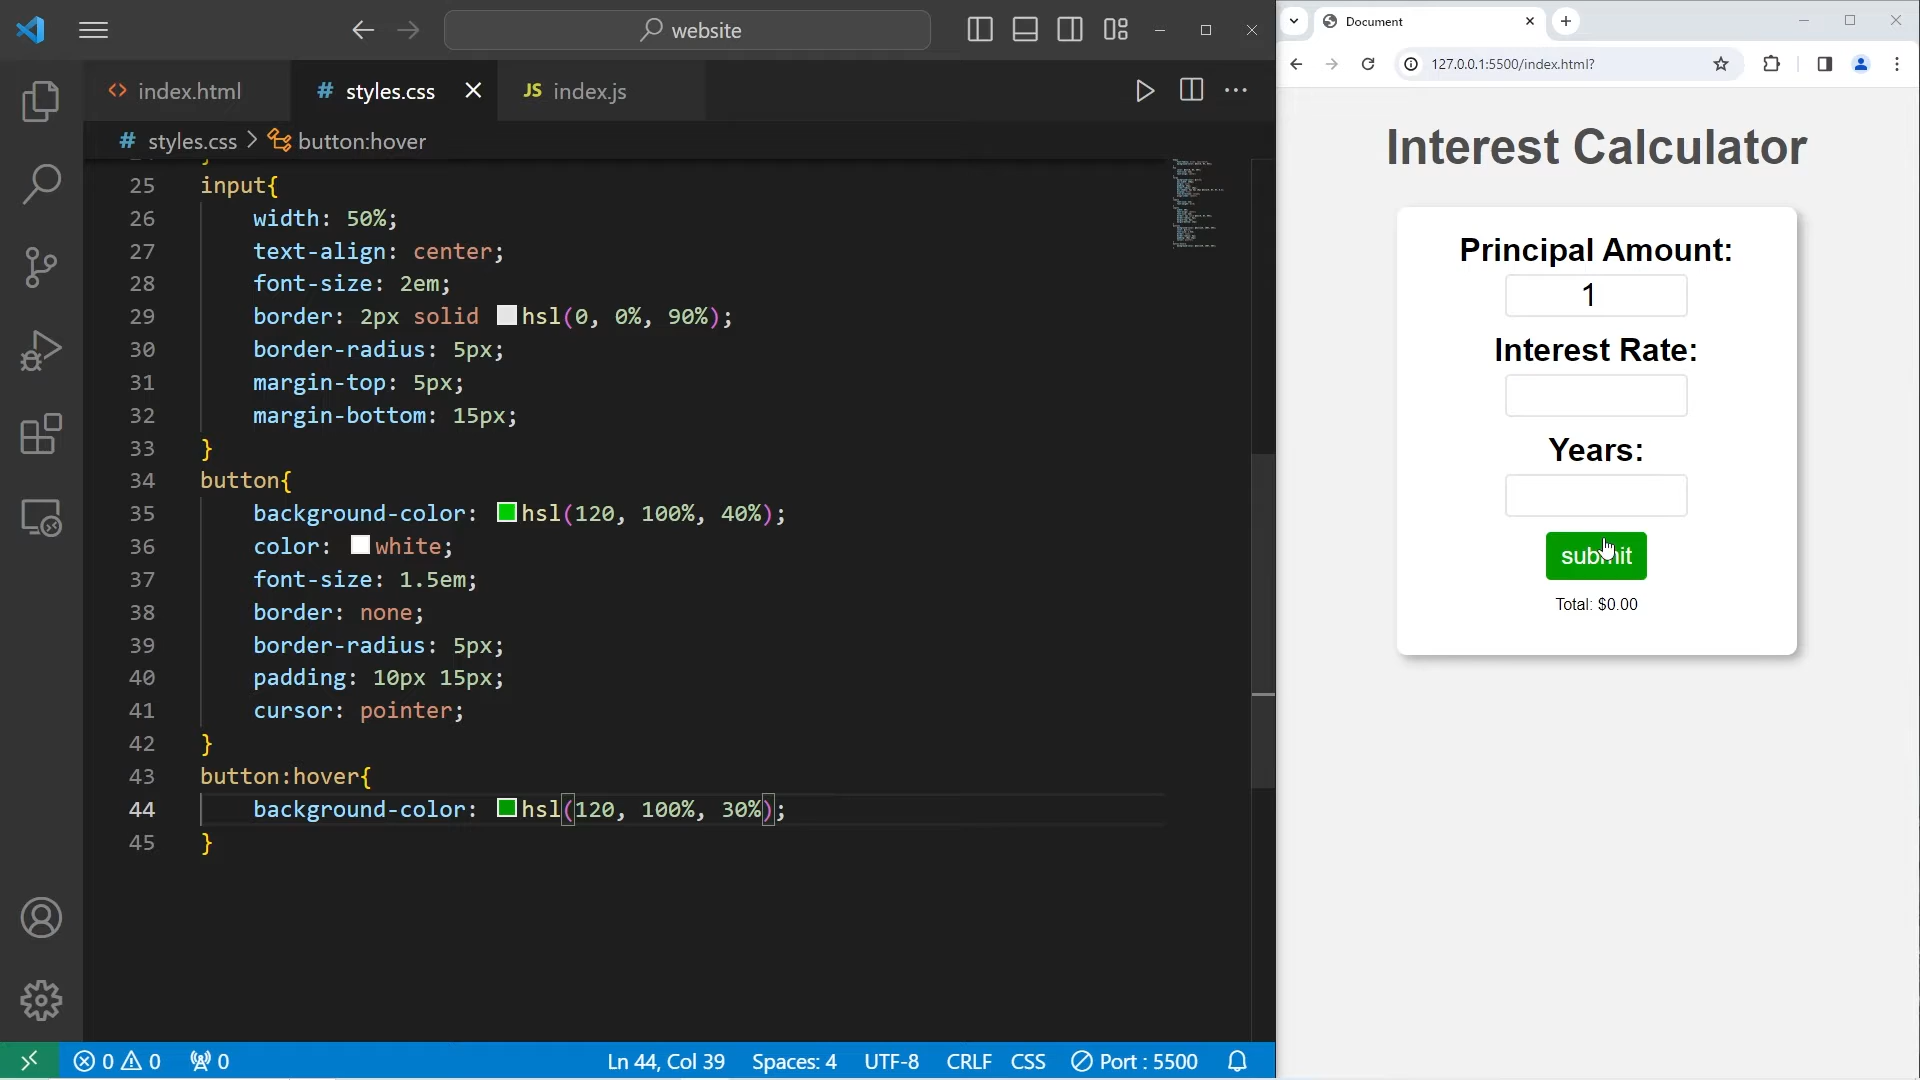 website
index.html
# styles.css
JS index.js
# styles.css > button:hover
25 input{
26 width: 50%;
27 text-align: center;
28 font-size: 2em;
29 border: 2px solid hsl(0, 0%, 90%);
30 border-radius: 5px;
31 margin-top: 5px;
32 margin-bottom: 15px;
33 }
34 button{
35 background-color: hsl(120, 100%, 40%);
36 color: white;
37 font-size: 1.5em;
38 border: none;
39 border-radius: 5px;
40 padding: 10px 15px;
41 cursor: pointer;
42 }
43 button:hover{
44 background-color: hsl(120, 100%, 30%);
45 }
0 0 0 Ln 44, Col 39 Spaces: 4 UTF-8 CRLF CSS Port : 5500
Document
127.0.0.1:5500/index.html?
Interest Calculator
Principal Amount:
1
Interest Rate:
Years:
submit
Total: $0.00